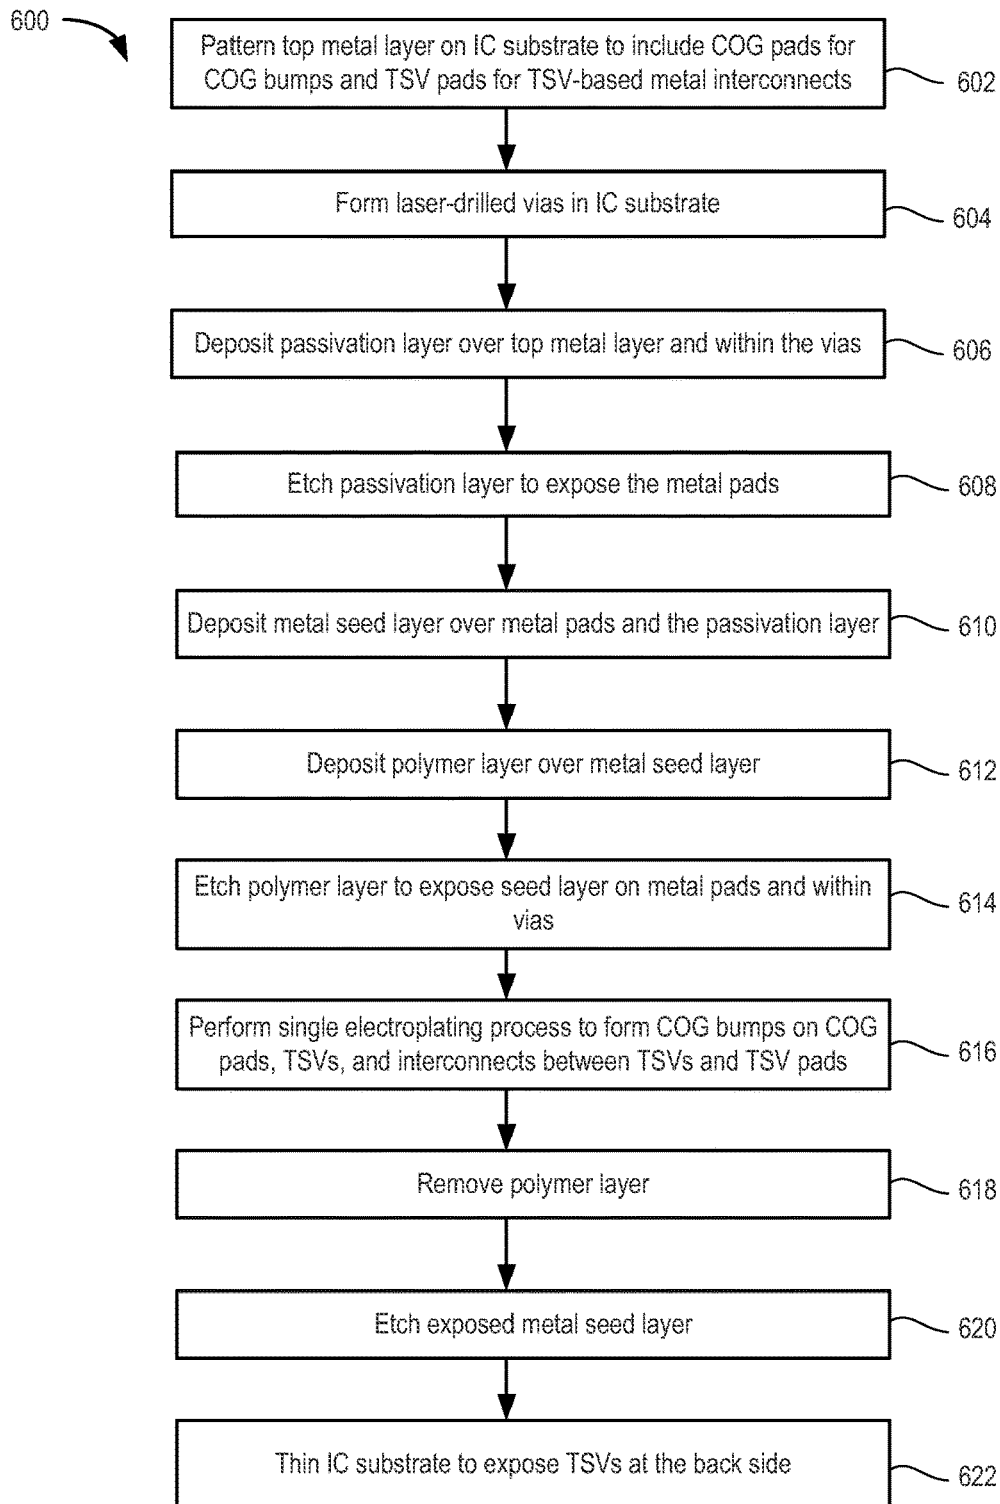 600
Pattern top metal layer on IC substrate to include COG pads for
COG bumps and TSV pads for TSV-based metal interconnects
602
Form laser-drilled vias in IC substrate
604
Deposit passivation layer over top metal layer and within the vias
606
Etch passivation layer to expose the metal pads
608
Deposit metal seed layer over metal pads and the passivation layer
610
Deposit polymer layer over metal seed layer
612
Etch polymer layer to expose seed layer on metal pads and within
vias
614
Perform single electroplating process to form COG bumps on COG
pads, TSVs, and interconnects between TSVs and TSV pads
616
Remove polymer layer
618
Etch exposed metal seed layer
620
Thin IC substrate to expose TSVs at the back side
622